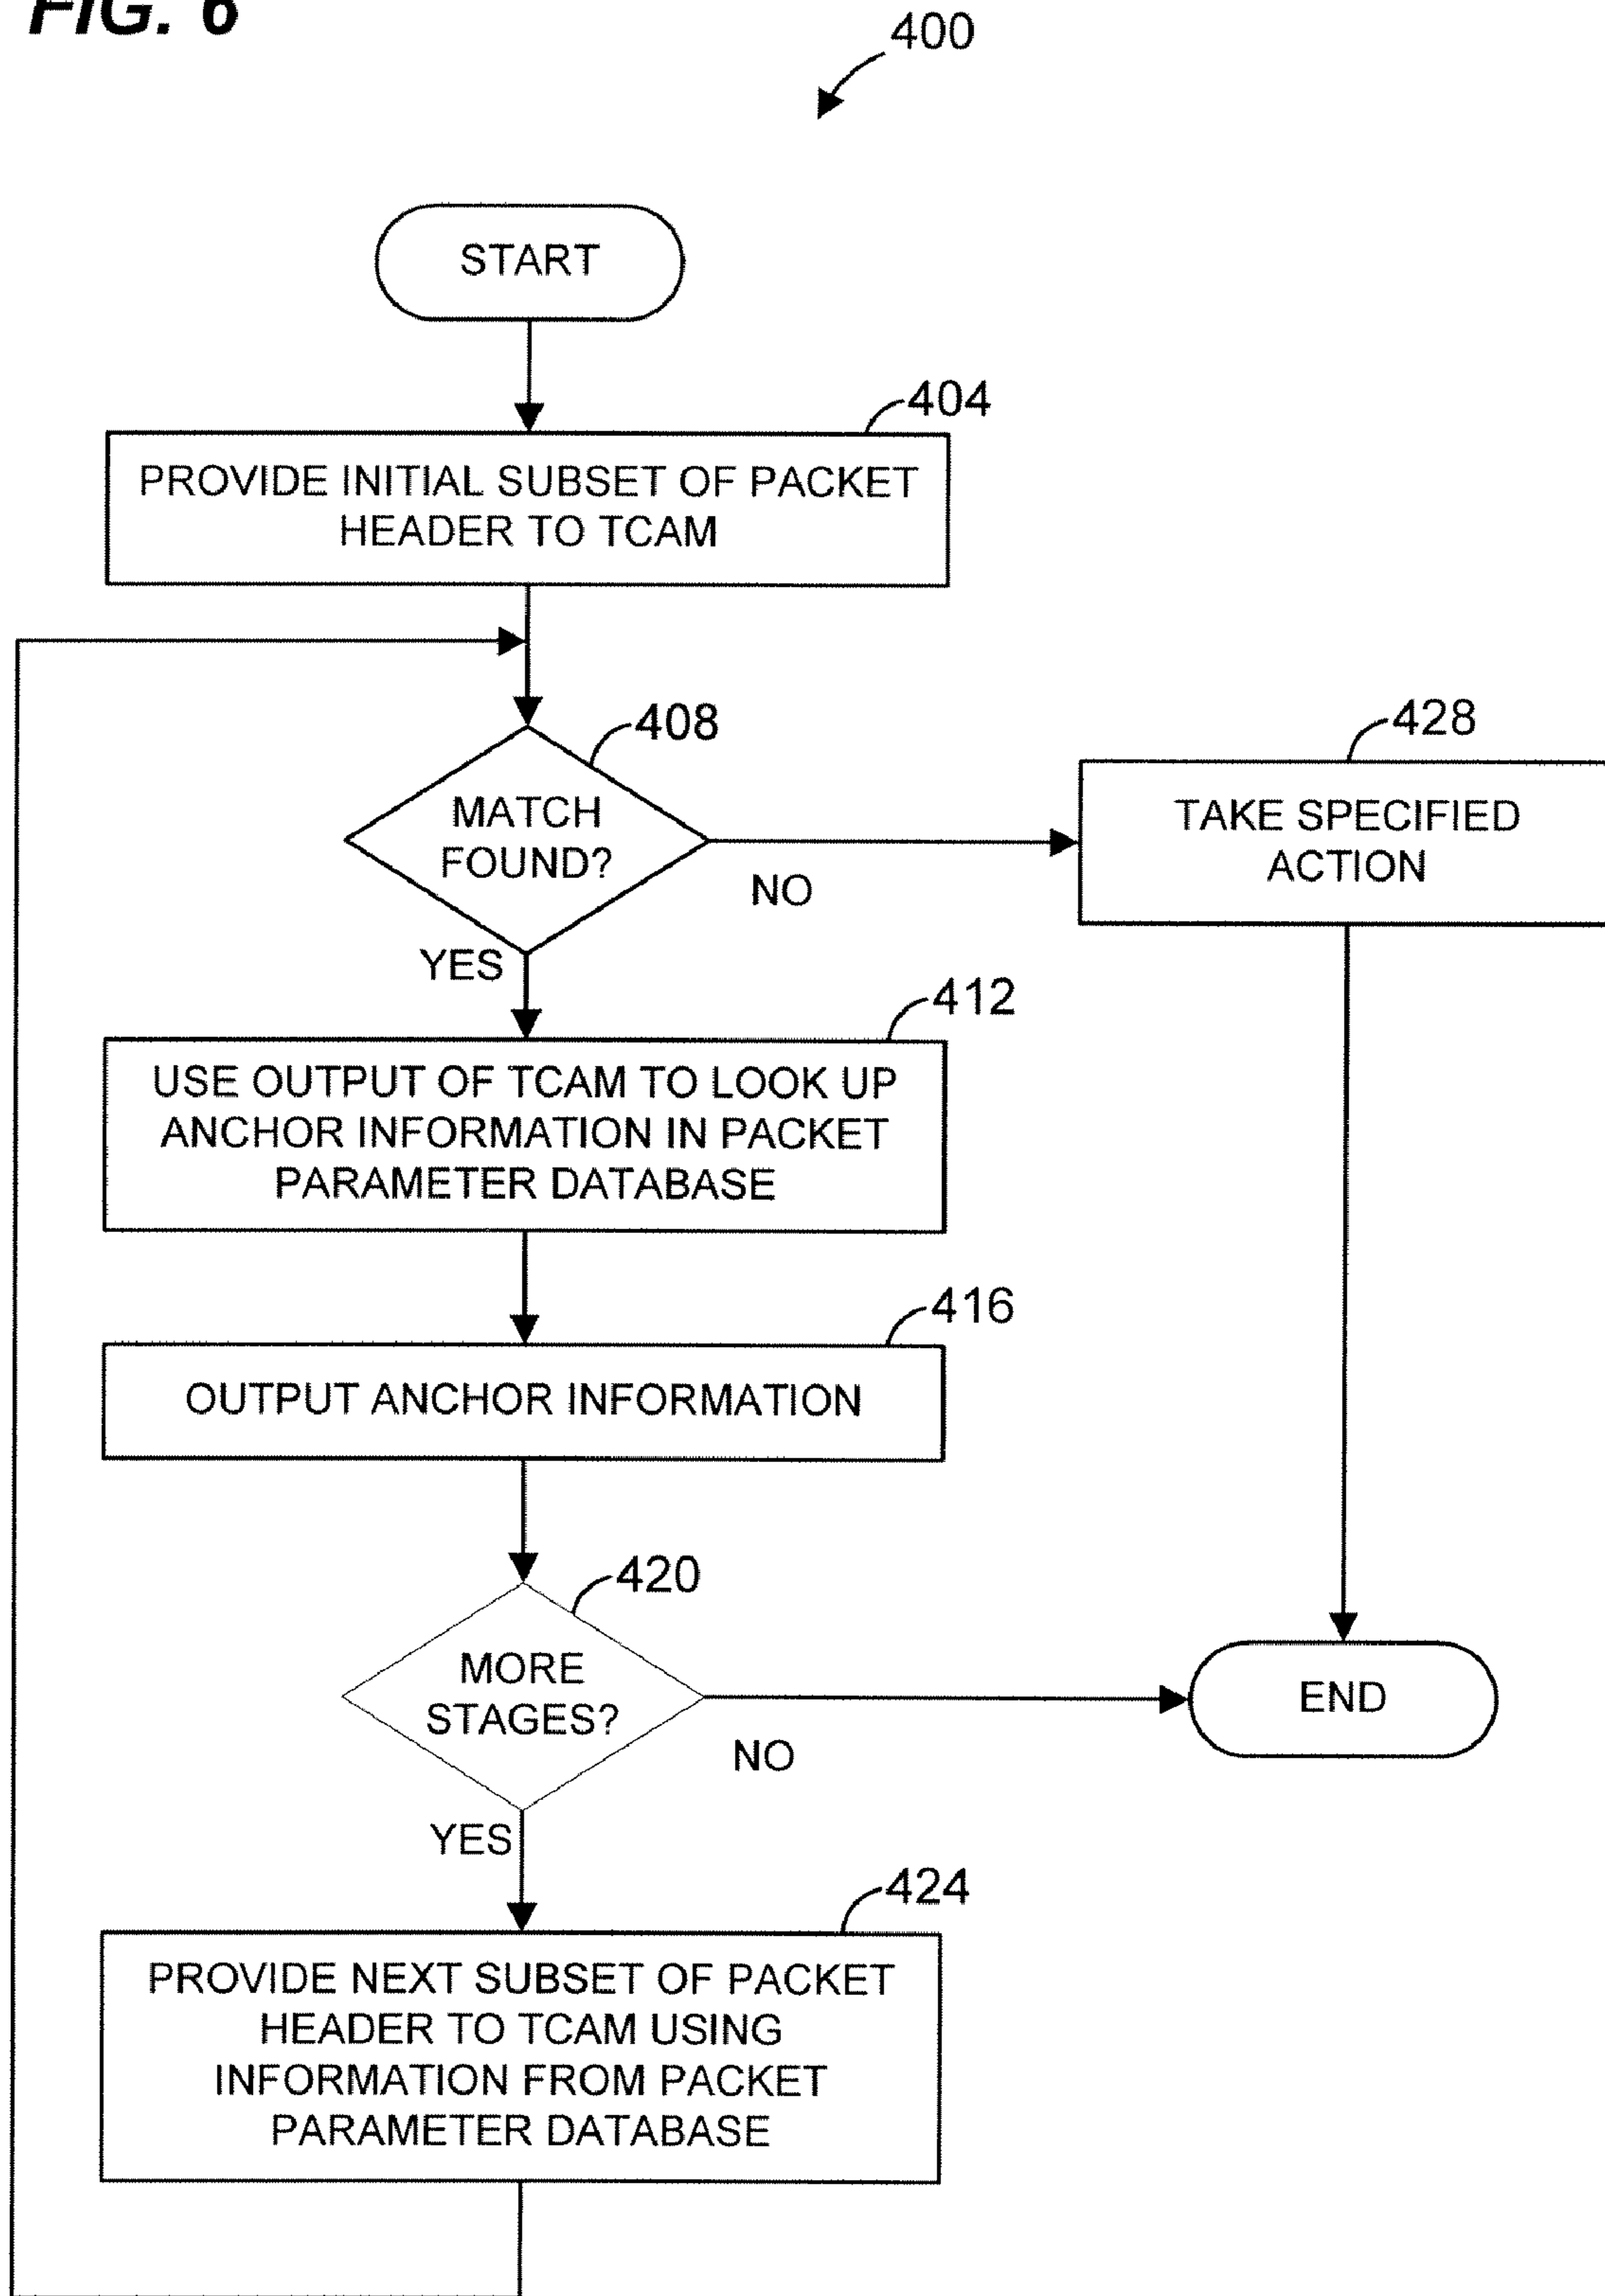 FIG. 6
400
START
404
PROVIDE INITIAL SUBSET OF PACKET
HEADER TO TCAM
408
MATCH
FOUND?
NO
YES
428
TAKE SPECIFIED
ACTION
412
USE OUTPUT OF TCAM TO LOOK UP
ANCHOR INFORMATION IN PACKET
PARAMETER DATABASE
416
OUTPUT ANCHOR INFORMATION
420
MORE
STAGES?
NO
YES
END
424
PROVIDE NEXT SUBSET OF PACKET
HEADER TO TCAM USING
INFORMATION FROM PACKET
PARAMETER DATABASE